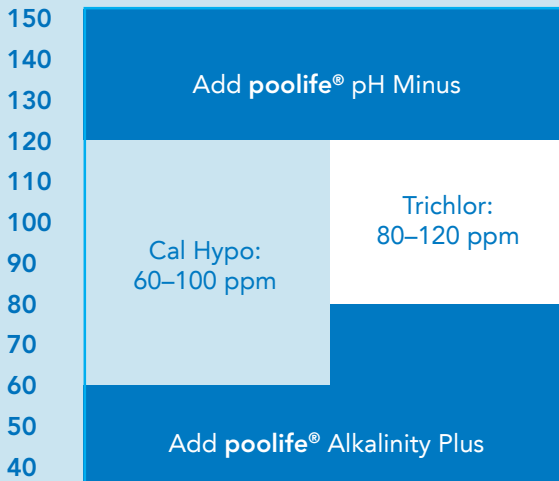 150
140
130
120
110
100
90
80
70
60
50
40
Add poolife® pH Minus
Trichlor:
80–120 ppm
Cal Hypo:
60–100 ppm
Add poolife® Alkalinity Plus